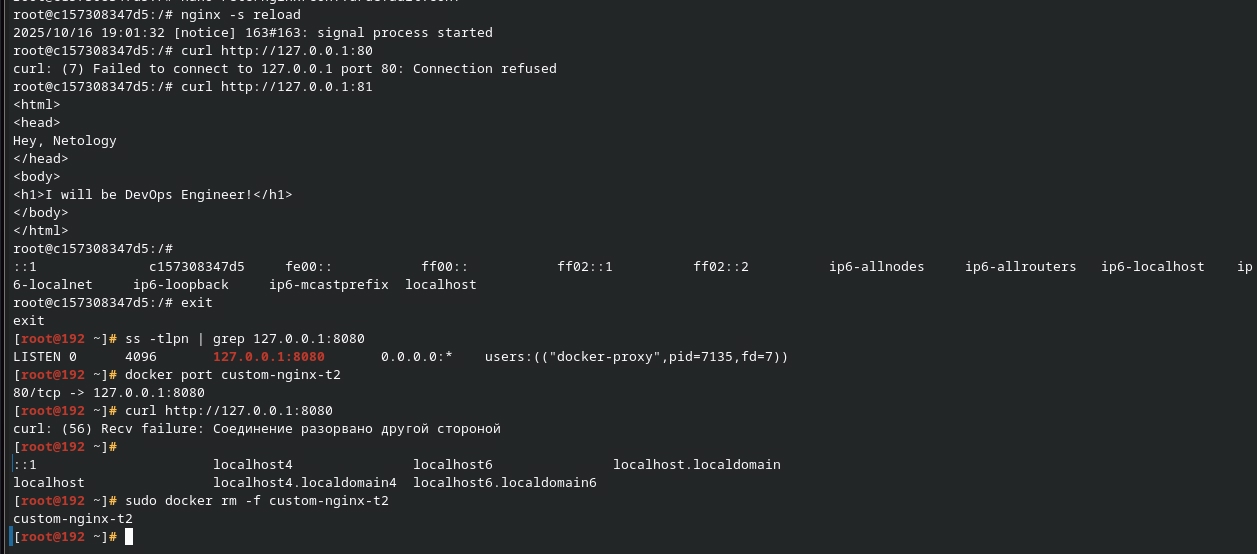 root@c157308347d5:/# nginx -s reload
2025/10/16 19:01:32 [notice] 163#163: signal process started
root@c157308347d5:/# curl http://127.0.0.1:80
curl: (7) Failed to connect to 127.0.0.1 port 80: Connection refused
root@c157308347d5:/# curl http://127.0.0.1:81
<html>
<head>
Hey, Netology
</head>
<body>
<h1>I will be DevOps Engineer!</h1>
</body>
</html>
root@c157308347d5:/#
::1 c157308347d5 fe00:: ff00:: ff02::1 ff02::2 ip6-allnodes ip6-allrouters ip6-localhost ip
6-localnet ip6-loopback ip6-mcastprefix localhost
root@c157308347d5:/# exit
exit
[root@192 ~]# ss -tlpn | grep 127.0.0.1:8080
LISTEN 0 4096 127.0.0.1:8080 0.0.0.0:* users:(("docker-proxy",pid=7135,fd=7))
[root@192 ~]# docker port custom-nginx-t2
80/tcp -> 127.0.0.1:8080
[root@192 ~]# curl http://127.0.0.1:8080
curl: (56) Recv failure: Соединение разорвано другой стороной
[root@192 ~]#
::1 localhost4 localhost6 localhost.localdomain
localhost localhost4.localdomain4 localhost6.localdomain6
[root@192 ~]# sudo docker rm -f custom-nginx-t2
custom-nginx-t2
[root@192 ~]#